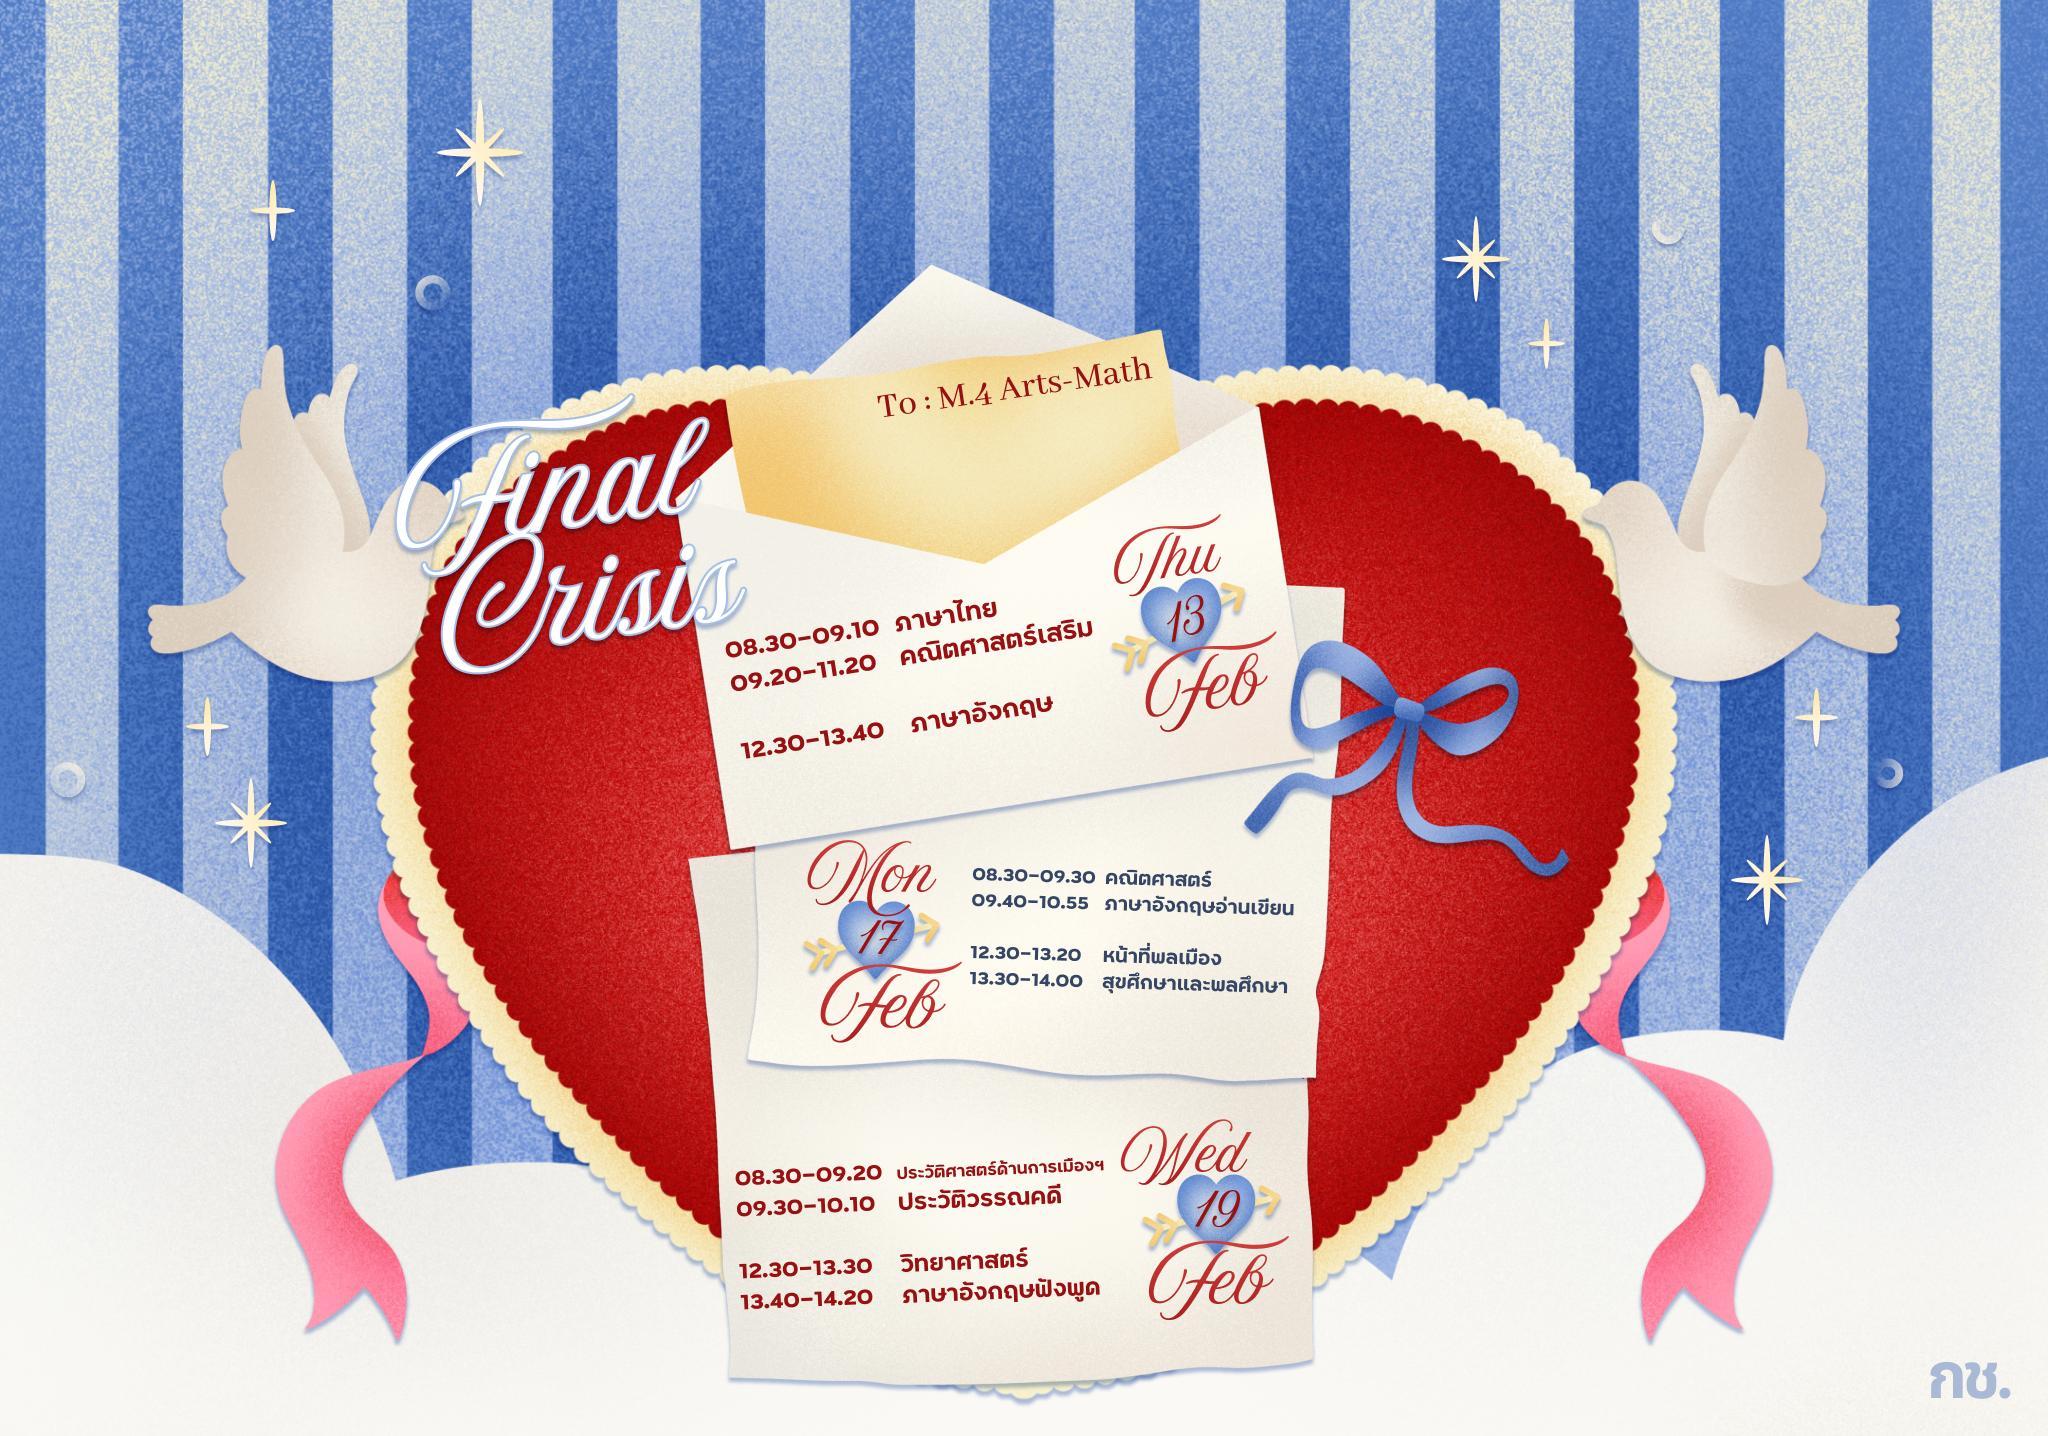 To : M.4 Arts-Math
Final
Crisis
Thu
13
Feb
08.30-09.10 ภาษาไทย
09.20-11.20 คณิตศาสตร์เสริม
12.30-13.40 ภาษาอังกฤษ
Mon
17
Feb
08.30-09.30 คณิตศาสตร์
09.40-10.55 ภาษาอังกฤษอ่านเขียน
12.30-13.20 หน้าที่พลเมือง
13.30-14.00 สุขศึกษาและพลศึกษา
Wed
19
Feb
08.30-09.20 ประวัติศาสตร์ด้านการเมืองฯ
09.30-10.10 ประวัติวรรณคดี
12.30-13.30 วิทยาศาสตร์
13.40-14.20 ภาษาอังกฤษฟังพูด
กช.